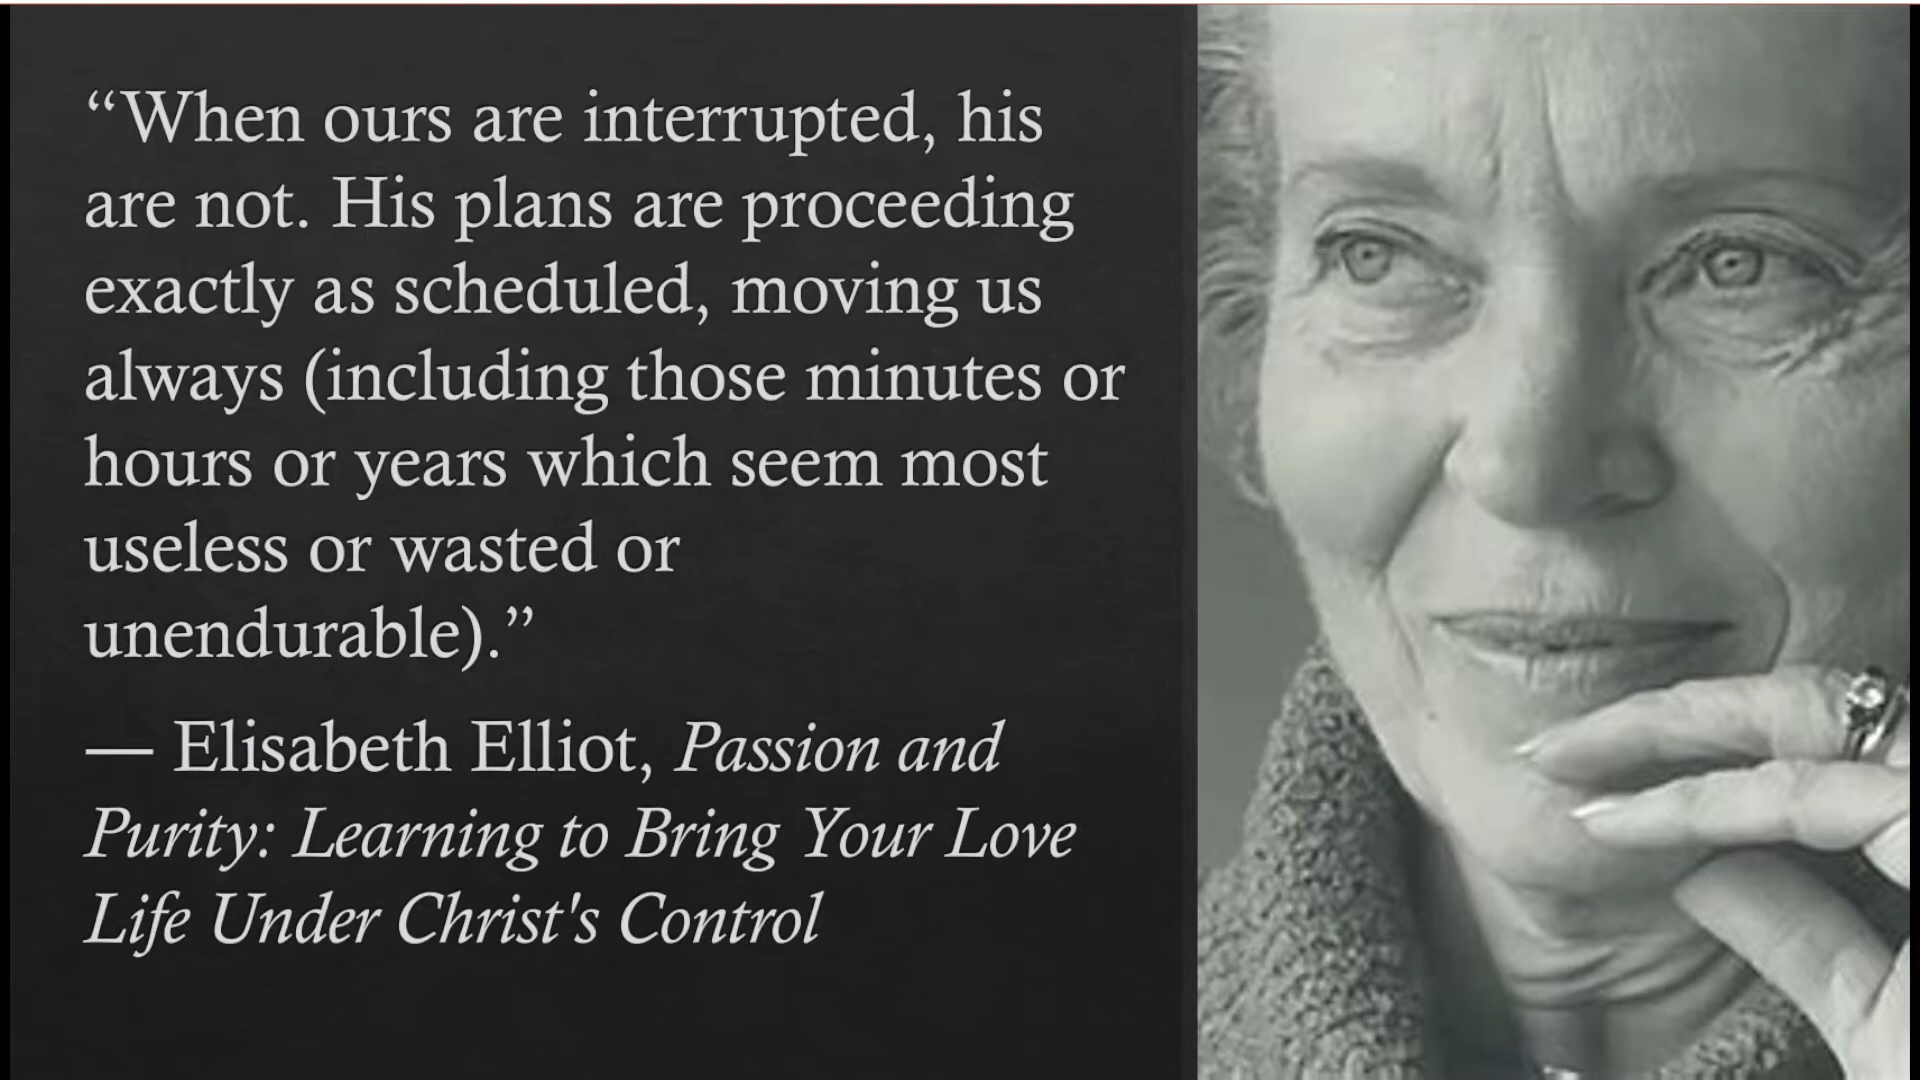 “When ours are interrupted, his
are not. His plans are proceeding
exactly as scheduled, moving us
always (including those minutes or
hours or years which seem most
useless or wasted or
unendurable).”
— Elisabeth Elliot, Passion and
Purity: Learning to Bring Your Love
Life Under Christ's Control